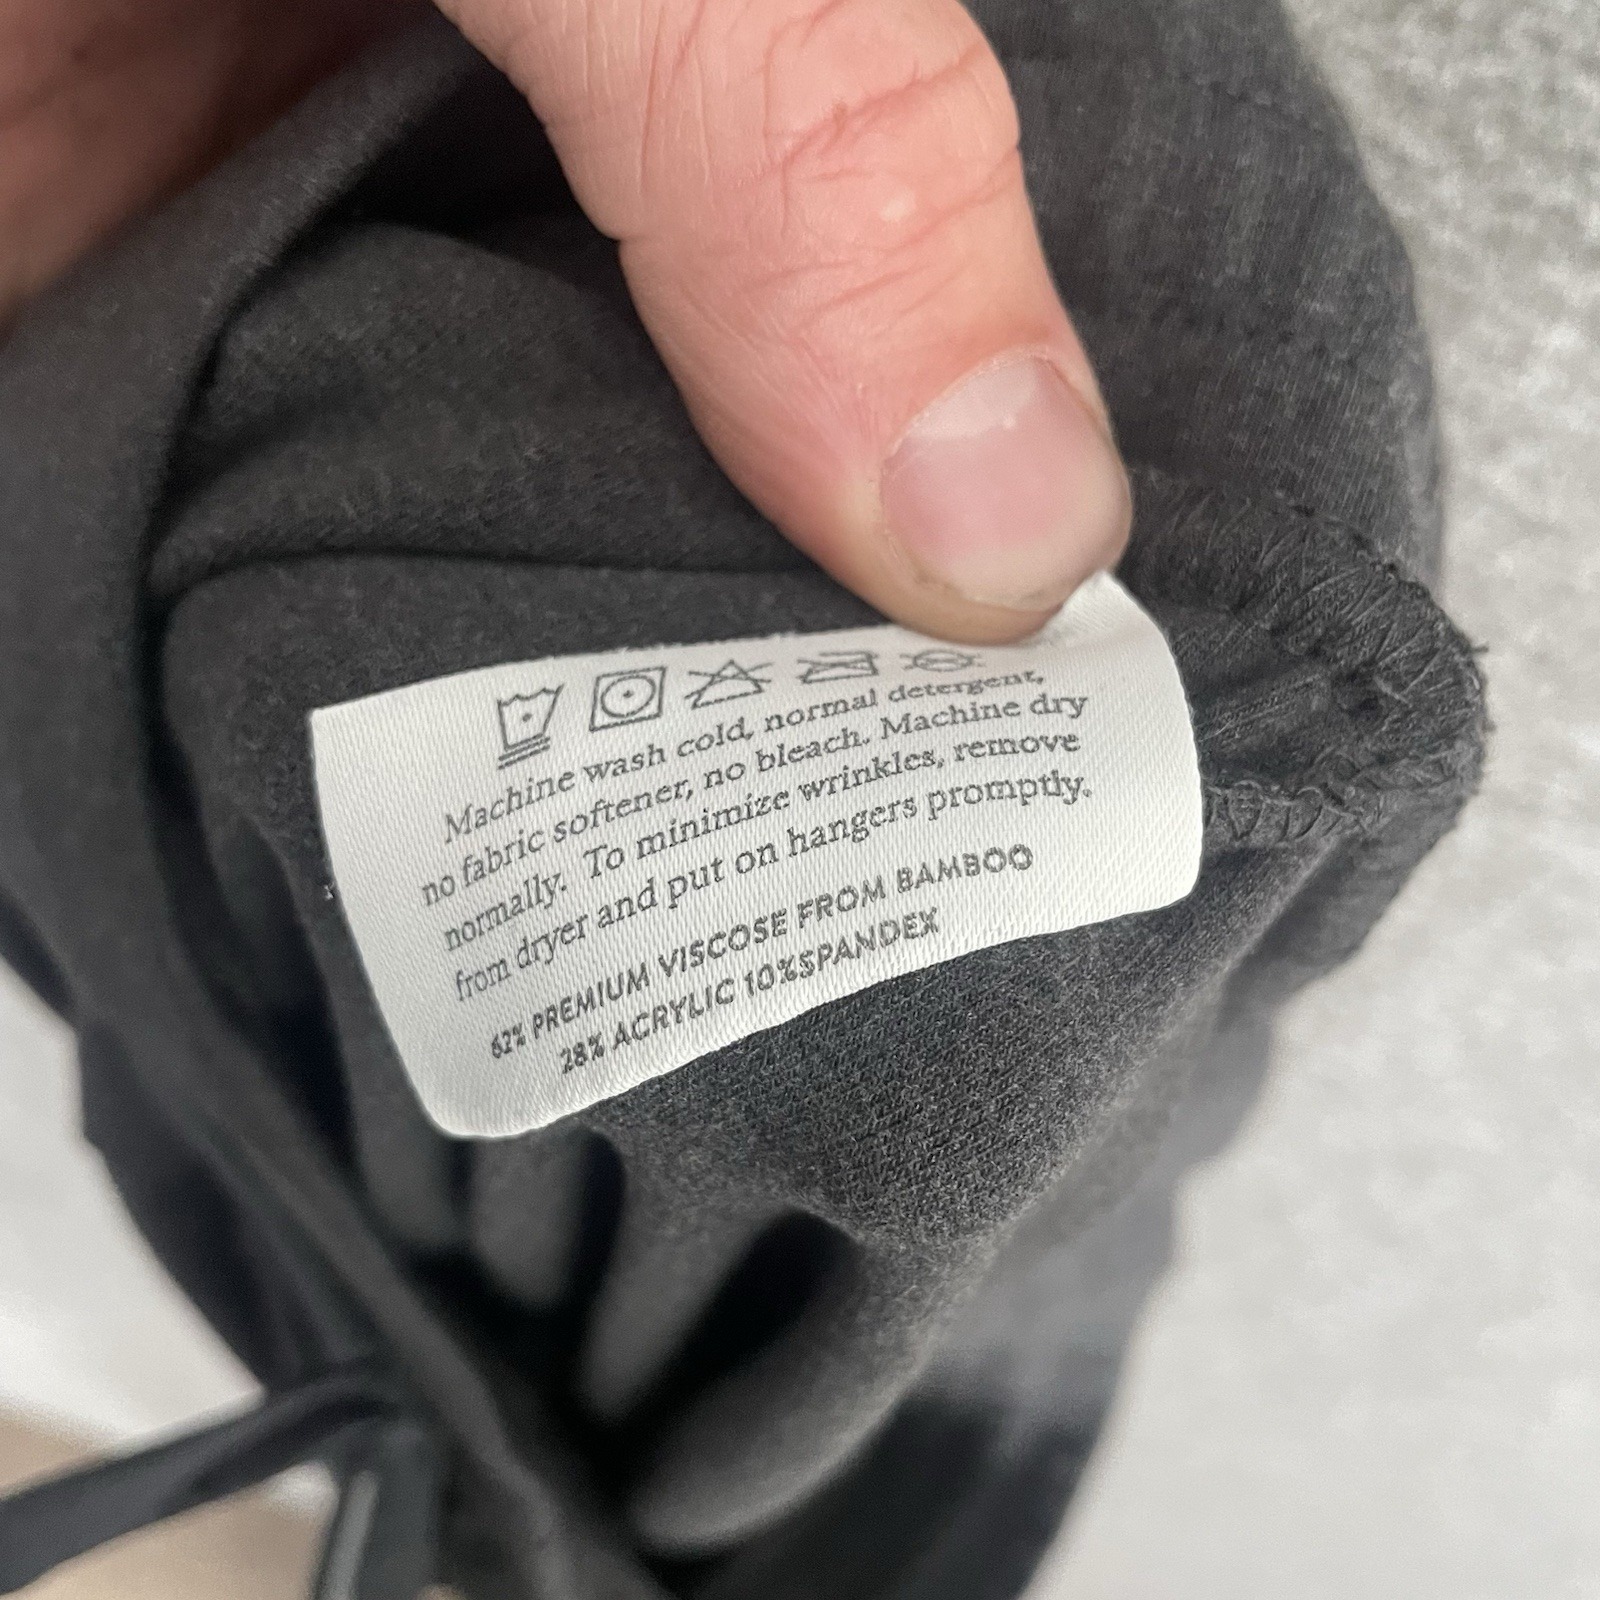 Machine wash cold, normal detergent,
no fabric softener, no bleach. Machine dry
normally. To minimize wrinkles, remove
from dryer and put on hangers promptly.
62% PREMIUM VISCOSE FROM BAMBOO
28% ACRYLIC 10%SPANDEX